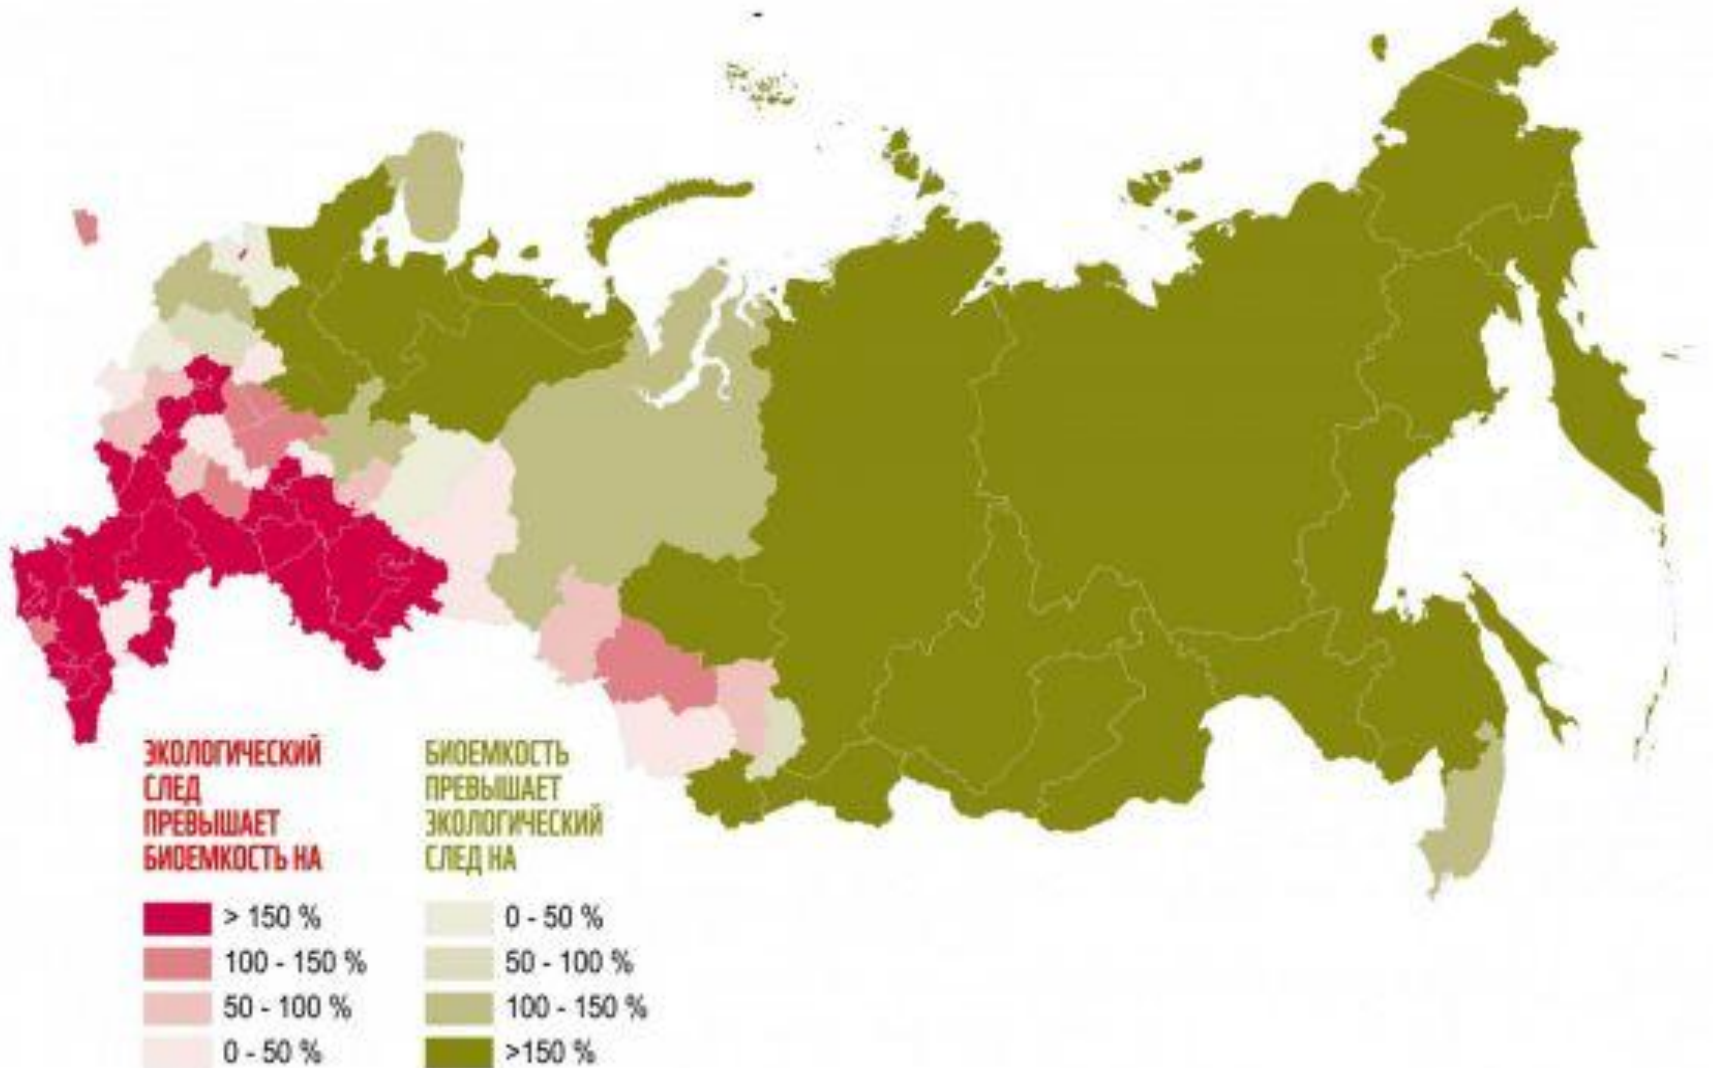 ЭКОЛОГИЧЕСКИЙ
СЛЕД
ПРЕВЫШАЕТ
БИОЕМКОСТЬ НА
> 150 %
100 - 150 %
50 - 100 %
0 - 50 %
БИОЕМКОСТЬ
ПРЕВЫШАЕТ
ЭКОЛОГИЧЕСКИЙ
СЛЕД НА
0 - 50 %
50 - 100 %
100 - 150 %
>150 %